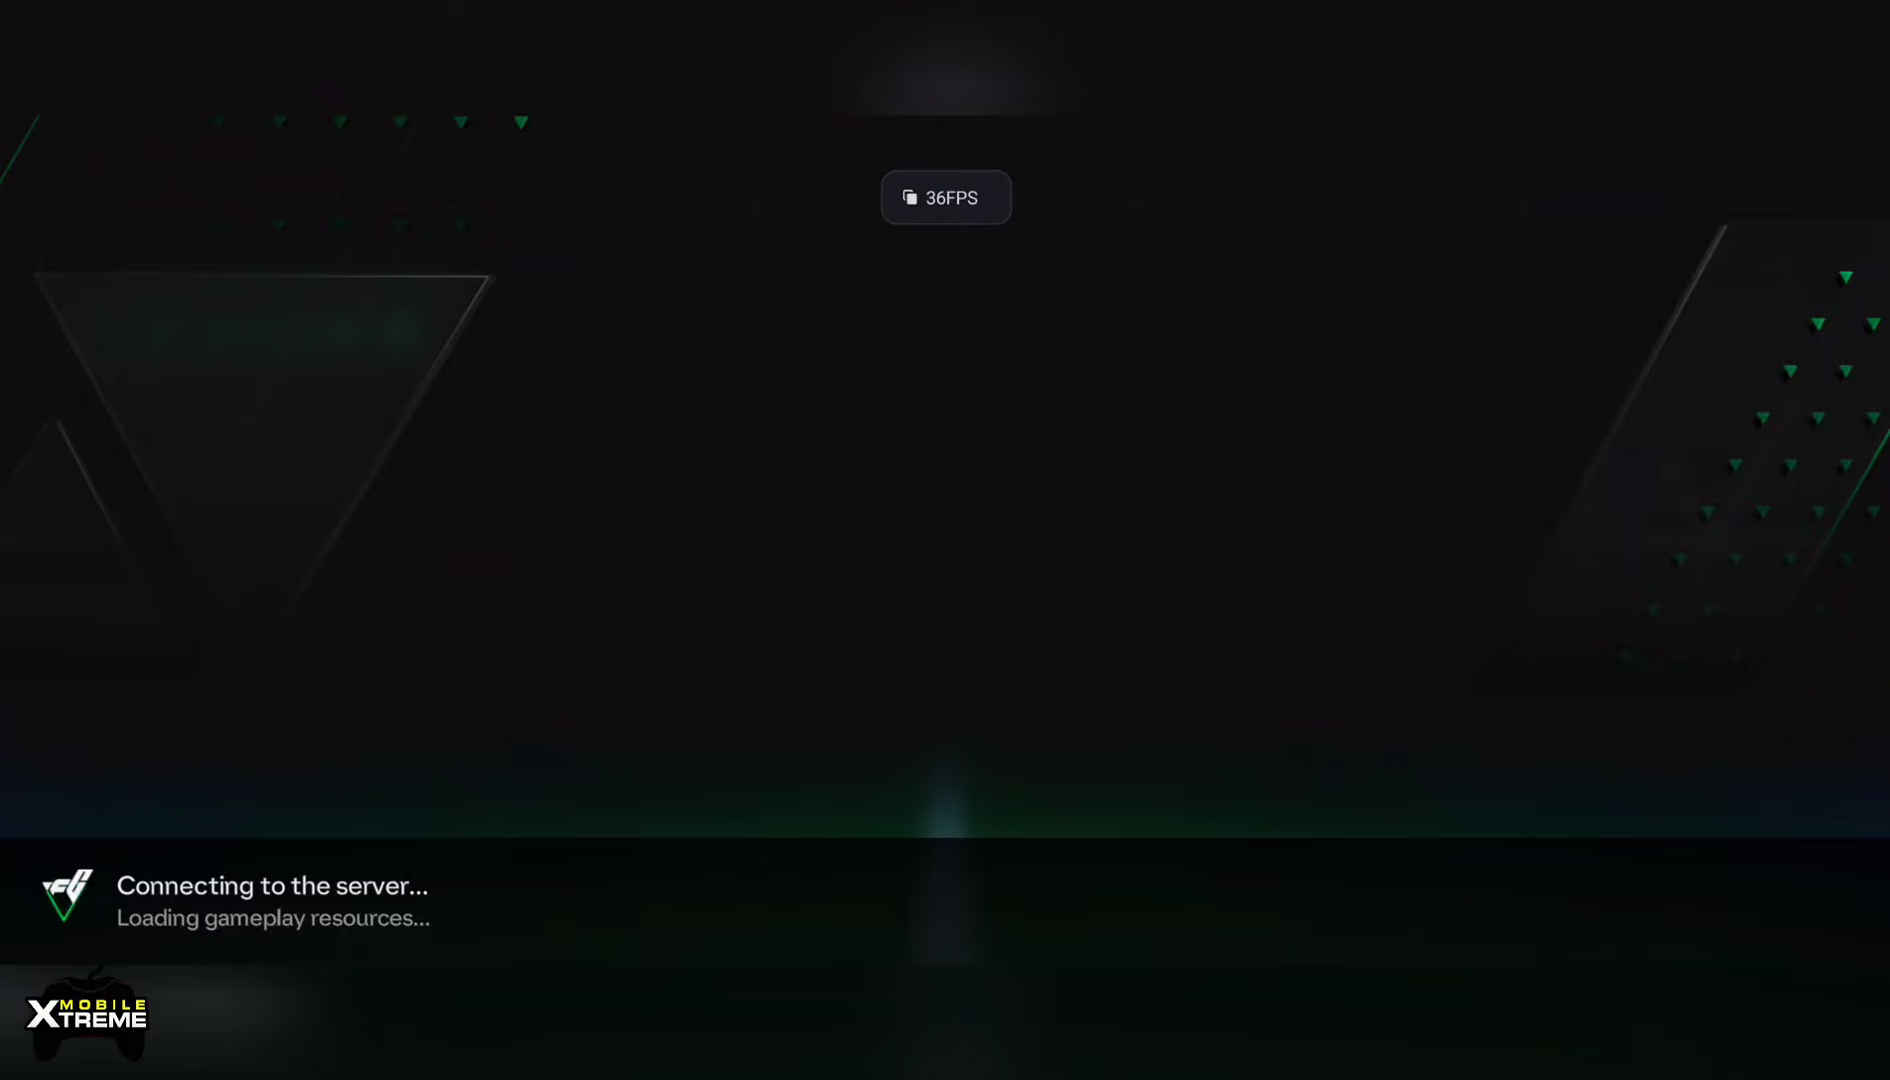 36FPS
Connecting to the server...
Loading gameplay resources...
MOBILE
XTREME